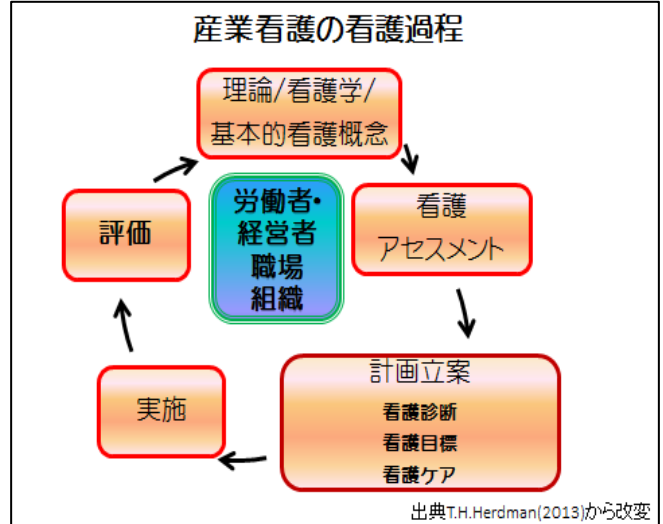 産業看護の看護過程
理論/看護学/
基本的看護概念
看護
アセスメント
計画立案
看護診断
看護目標
看護ケア
実施
評価
労働者・
経営者
職場
組織
出典T.H.Herdman(2013)から改変